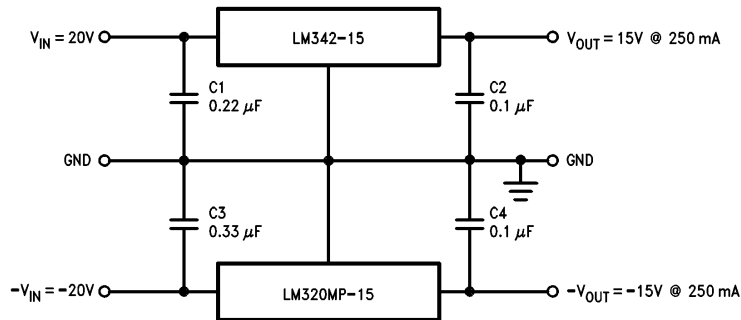 V_IN = 20V
LM342-15
V_OUT = 15V @ 250 mA
C1
0.22 μF
C2
0.1 μF
GND
GND
C3
0.33 μF
C4
0.1 μF
-V_IN = -20V
LM320MP-15
-V_OUT = -15V @ 250 mA